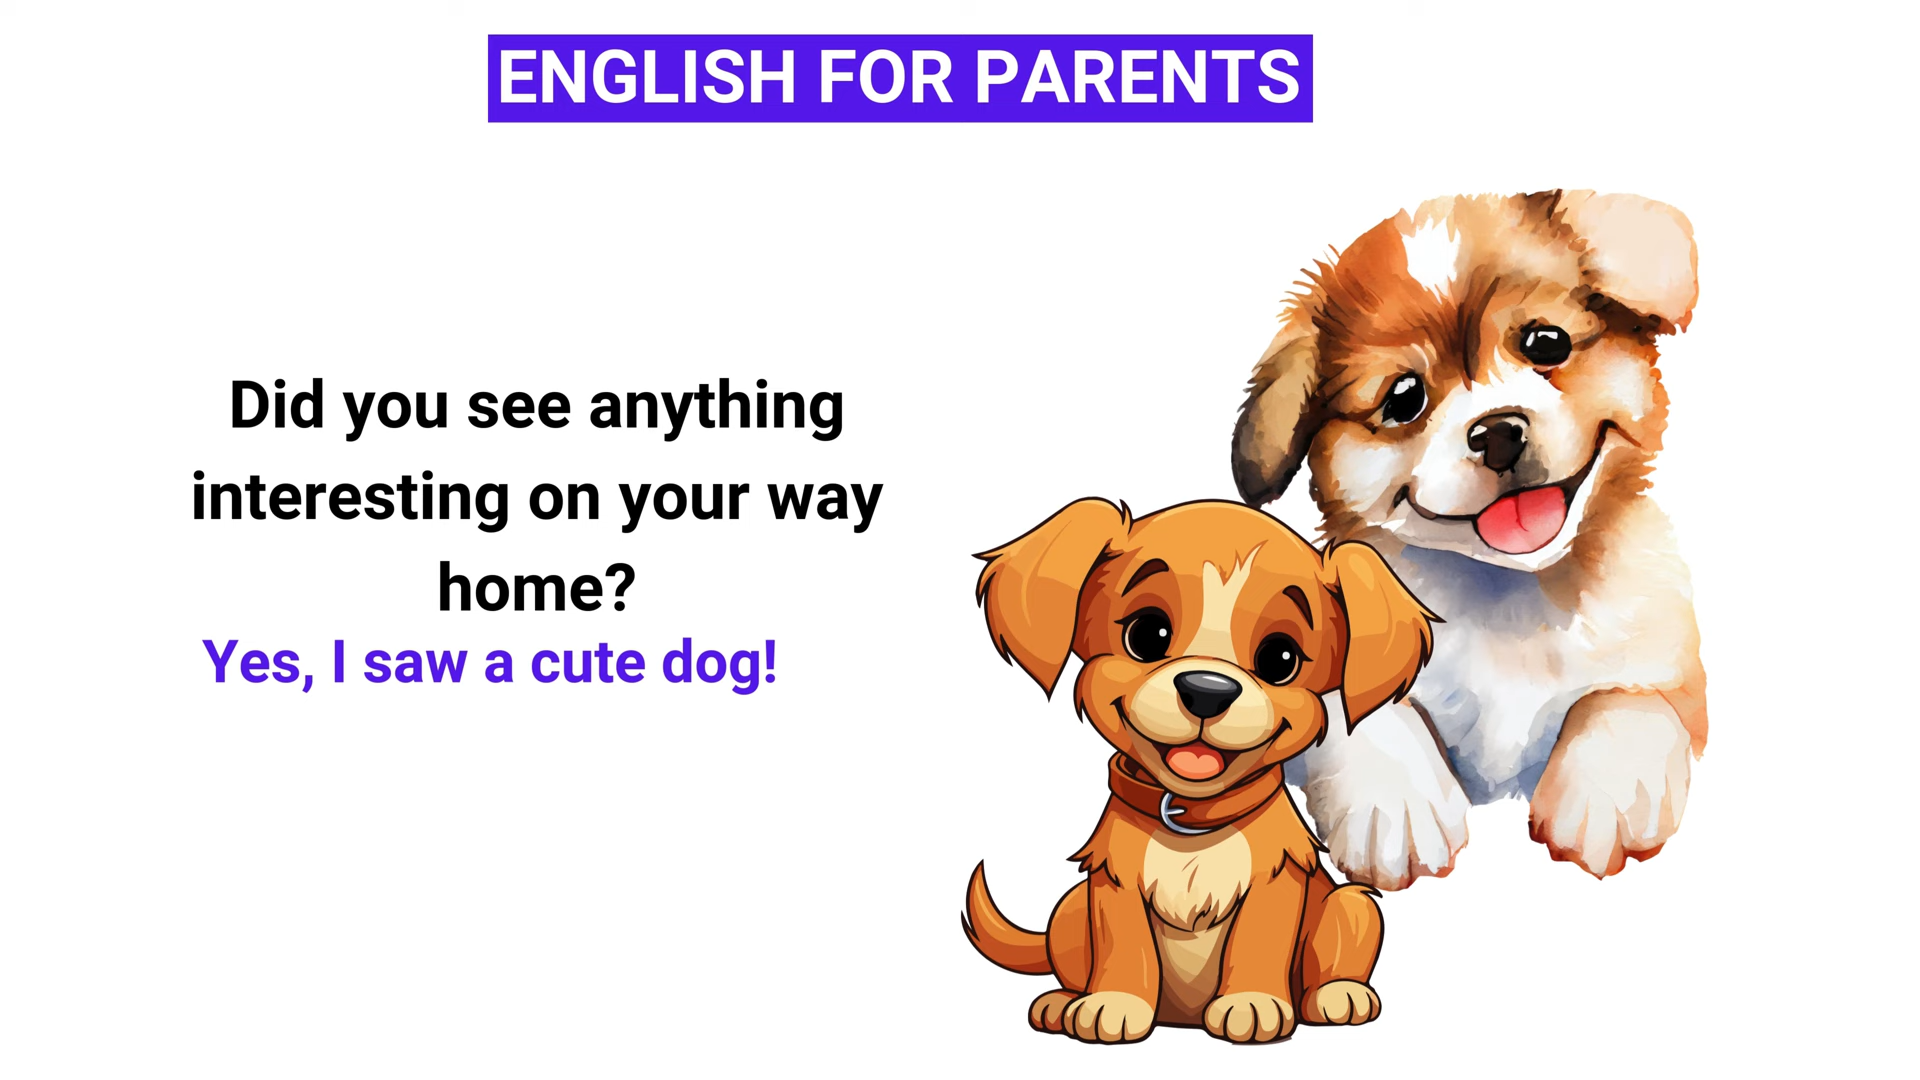 ENGLISH FOR PARENTS
Did you see anything
interesting on your way
home?
Yes, I saw a cute dog!